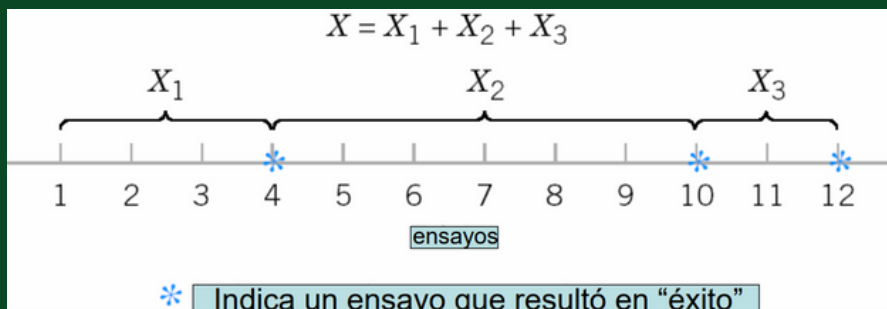 X = X₁ + X₂ + X₃
X₁ X₂ X₃
* * *
1 2 3 4 5 6 7 8 9 10 11 12
ensayos
* Indica un ensayo que resultó en “éxito”